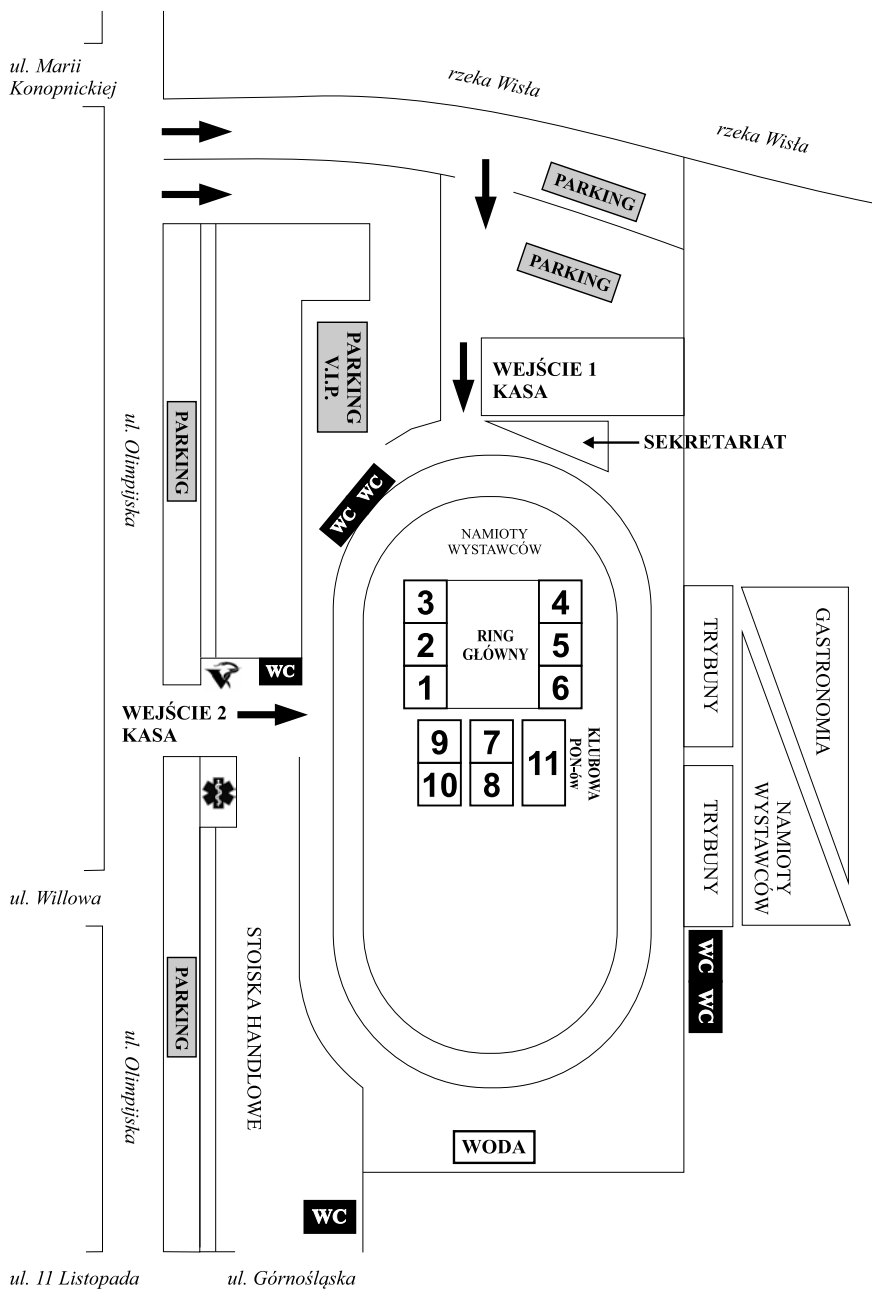 ul. Marii
Konopnickiej
rzeka Wisła
rzeka Wisła
PARKING
PARKING
PARKING
V.I.P.
WEJŚCIE 1
KASA
SEKRETARIAT
ul. Olimpijska
PARKING
WC WC
NAMIOTY
WYSTAWCÓW
3
4
2
RING
GŁÓWNY
5
1
6
WC
WEJŚCIE 2
KASA
9
7
11
KLUBOWA
PON-ów
10
8
TRYBUNY
GASTRONOMIA
TRYBUNY
NAMIOTY
WYSTAWCÓW
ul. Willowa
STOISKA HANDLOWE
PARKING
WC WC
ul. Olimpijska
WODA
WC
ul. 11 Listopada
ul. Górnośląska